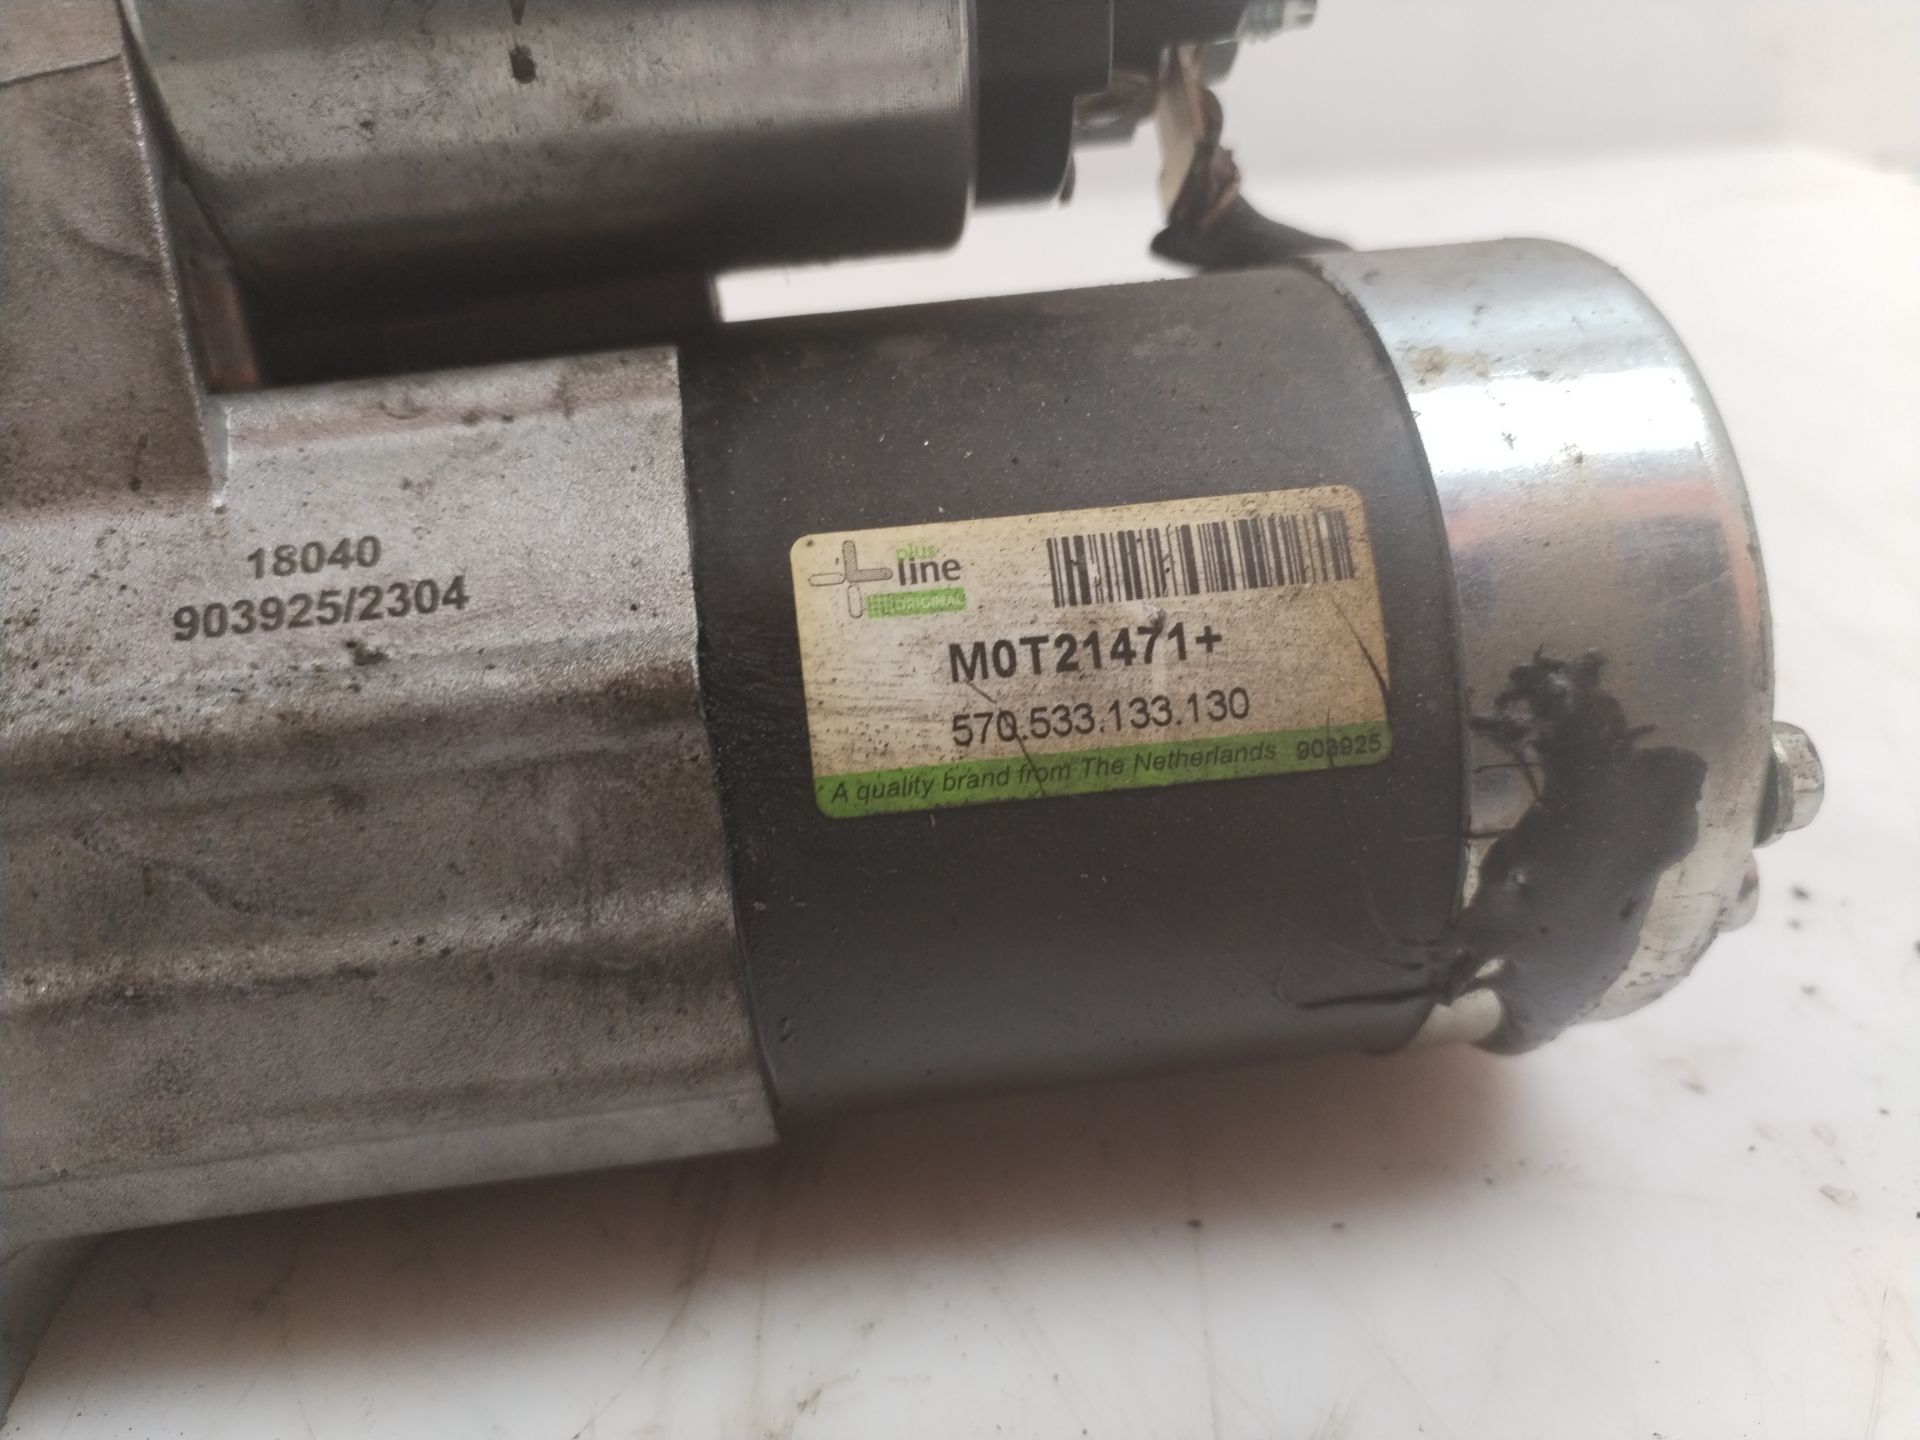 18040
903925/2304
plus
line
ORIGINAL
M0T21471+
570.533.133.130
A quality brand from The Netherlands 903925